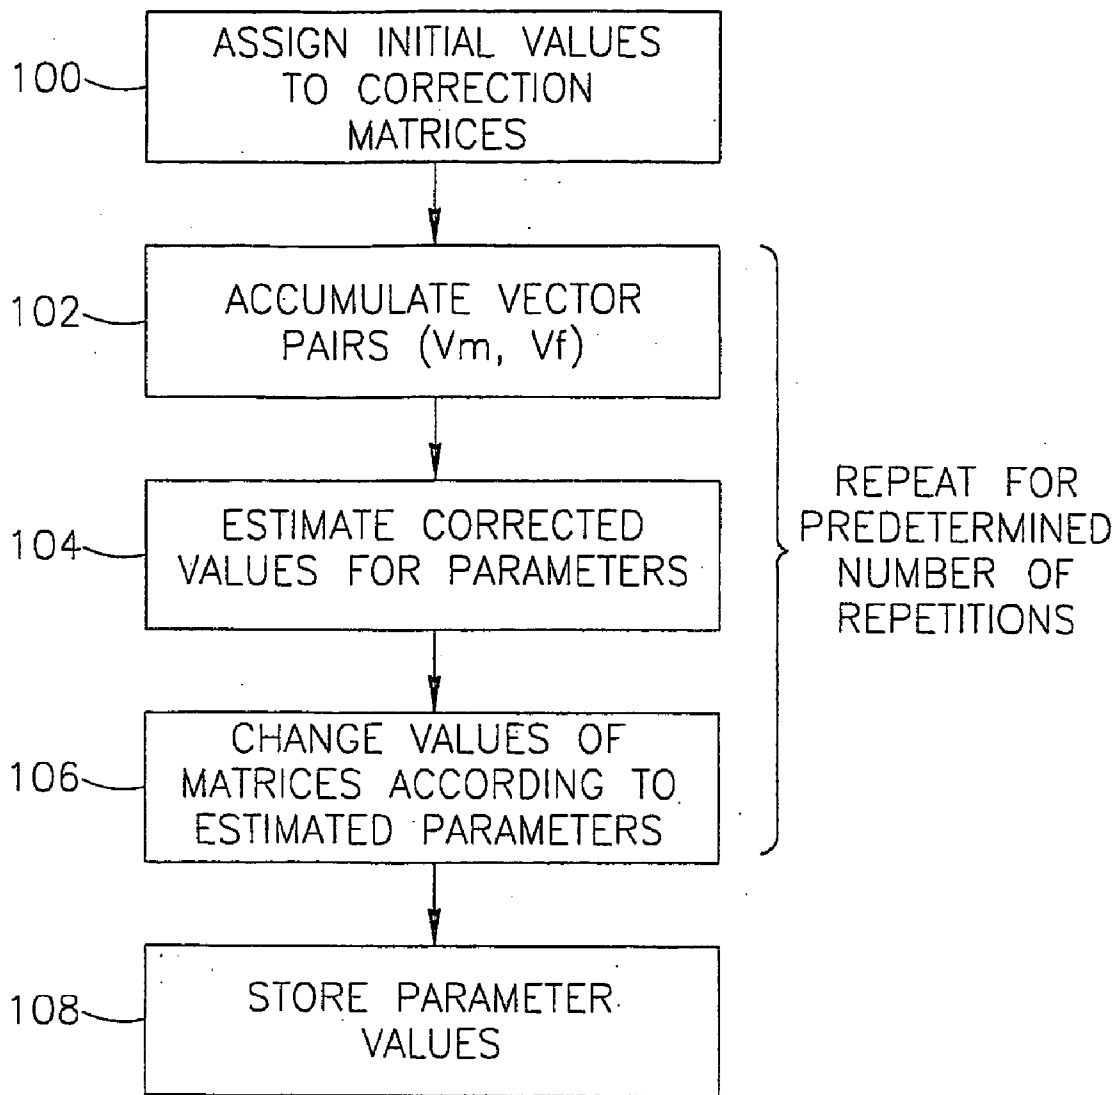 100
ASSIGN INITIAL VALUES
TO CORRECTION
MATRICES
102
ACCUMULATE VECTOR
PAIRS (Vm, Vf)
104
ESTIMATE CORRECTED
VALUES FOR PARAMETERS
106
CHANGE VALUES OF
MATRICES ACCORDING TO
ESTIMATED PARAMETERS
REPEAT FOR
PREDETERMINED
NUMBER OF
REPETITIONS
108
STORE PARAMETER
VALUES